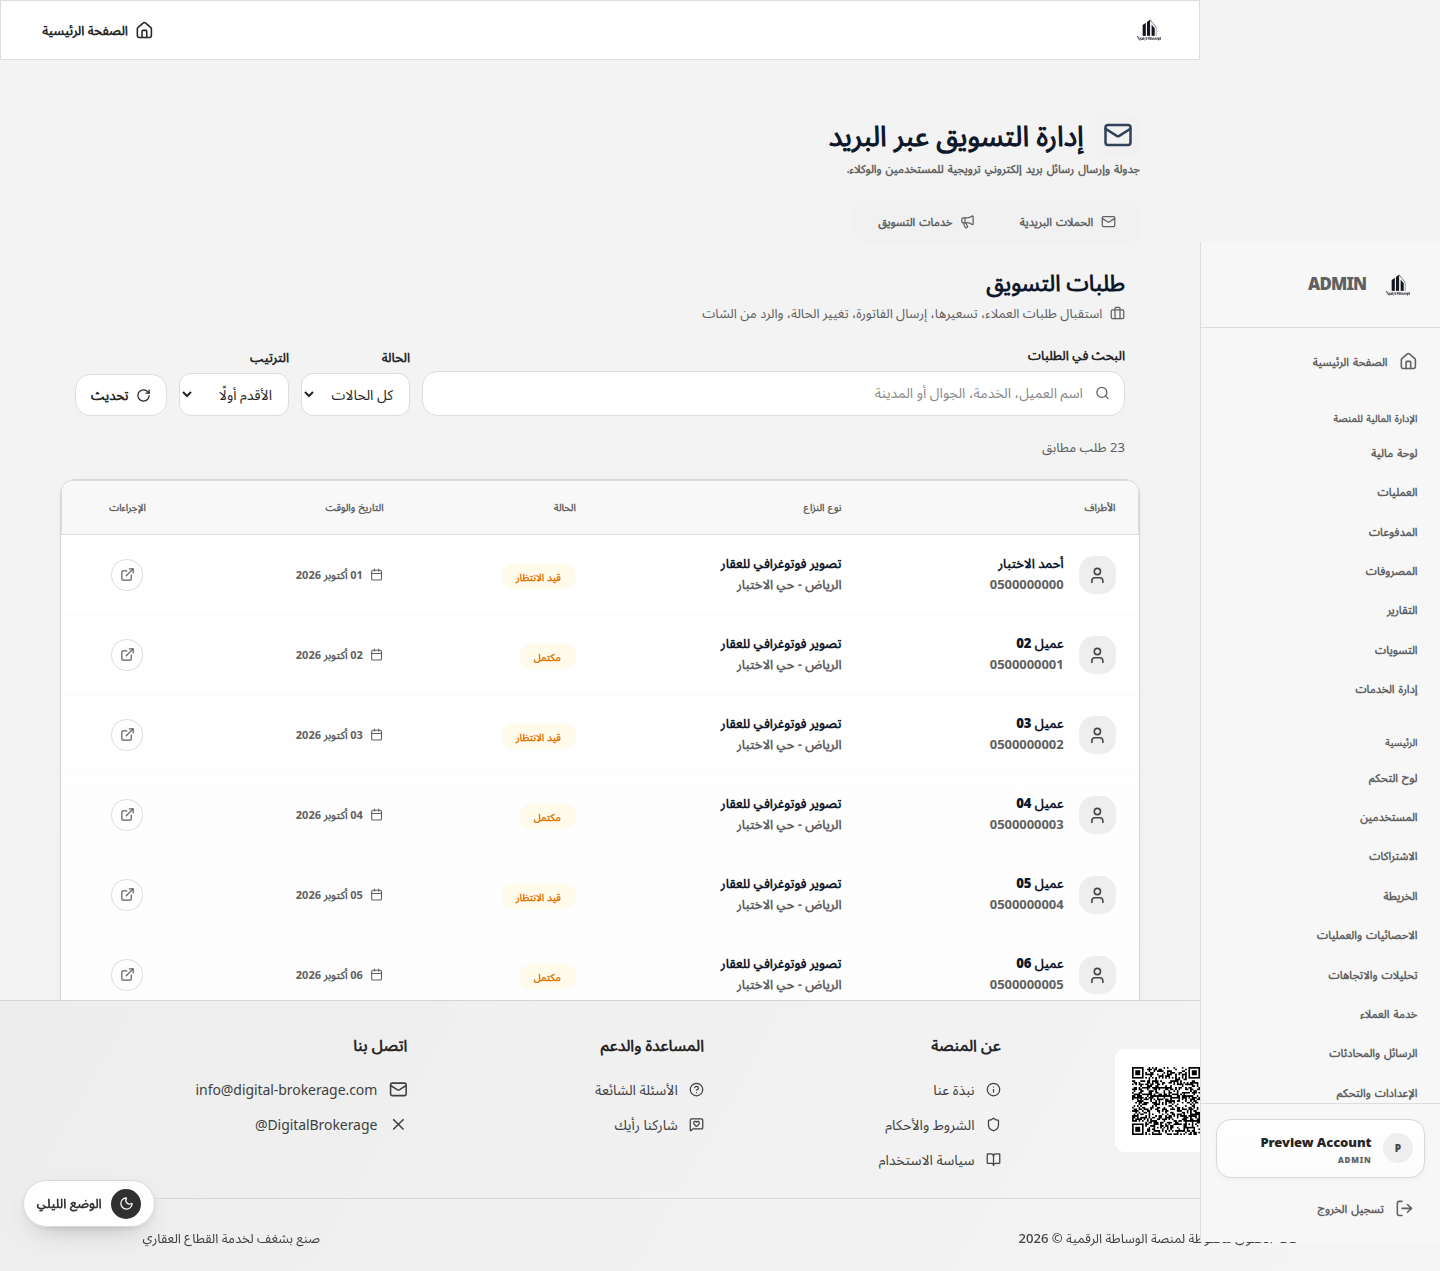 الصفحة الرئيسية
إدارة التسويق عبر البريد
جدولة وإرسال رسائل بريد إلكتروني ترويجية للمستخدمين والوكلاء.
الحملات البريدية
خدمات التسويق
طلبات التسويق
استقبال طلبات العملاء، تسعيرها، إرسال الفاتورة، تغيير الحالة، والرد من الشات
البحث في الطلبات
الحالة
الترتيب
اسم العميل، الخدمة، الجوال أو المدينة
كل الحالات
الأقدم أولًا
تحديث
23 طلب مطابق
الأطراف
نوع النزاع
الحالة
التاريخ والوقت
الإجراءات
أحمد الاختبار
0500000000
تصوير فوتوغرافي للعقار
الرياض - حي الاختبار
قيد الانتظار
01 أكتوبر 2026
عميل 02
0500000001
تصوير فوتوغرافي للعقار
الرياض - حي الاختبار
مكتمل
02 أكتوبر 2026
عميل 03
0500000002
تصوير فوتوغرافي للعقار
الرياض - حي الاختبار
قيد الانتظار
03 أكتوبر 2026
عميل 04
0500000003
تصوير فوتوغرافي للعقار
الرياض - حي الاختبار
مكتمل
04 أكتوبر 2026
عميل 05
0500000004
تصوير فوتوغرافي للعقار
الرياض - حي الاختبار
قيد الانتظار
05 أكتوبر 2026
عميل 06
0500000005
تصوير فوتوغرافي للعقار
الرياض - حي الاختبار
مكتمل
06 أكتوبر 2026
ADMIN
الصفحة الرئيسية
الإدارة المالية للمنصة
لوحة مالية
العمليات
المدفوعات
المصروفات
التقارير
التسويات
إدارة الخدمات
الرئيسية
لوح التحكم
المستخدمين
الاشتراكات
الخريطة
الاحصائيات والعمليات
تحليلات والاتجاهات
خدمة العملاء
الرسائل والمحادثات
الإعدادات والتحكم
P
Preview Account
ADMIN
تسجيل الخروج
عن المنصة
نبذة عنا
الشروط والأحكام
سياسة الاستخدام
المساعدة والدعم
الأسئلة الشائعة
شاركنا رأيك
اتصل بنا
info@digital-brokerage.com
@DigitalBrokerage
لمنصة الوساطة الرقمية © 2026
صنع بشغف لخدمة القطاع العقاري
الوضع الليلي